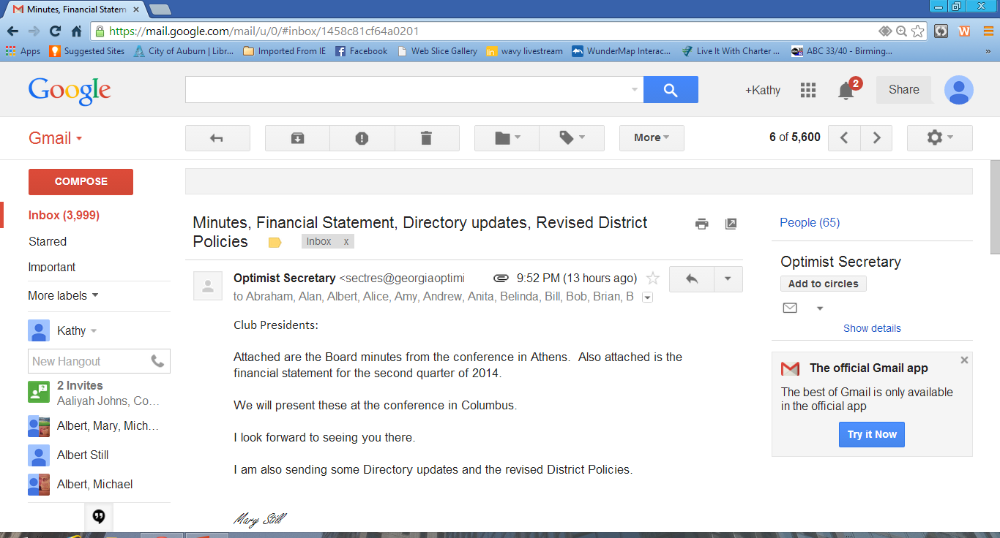 Minutes, Financial Statem
https://mail.google.com/mail/u/0/#inbox/1458c81cf64a0201
Apps Suggested Sites City of Auburn | Libr... Imported From IE Facebook Web Slice Gallery wavy livestream WunderMap Interac... Live It With Charter ... ABC 33/40 - Birming... »
Google +Kathy 2 Share
Gmail More 6 of 5,600
COMPOSE
Inbox (3,999)
Starred
Important
More labels
Kathy
New Hangout
2 Invites
Aaliyah Johns, Co...
Albert, Mary, Mich...
Albert Still
Albert, Michael
Minutes, Financial Statement, Directory updates, Revised District
Policies Inbox x
Optimist Secretary <sectres@georgiaoptimi 9:52 PM (13 hours ago)
to Abraham, Alan, Albert, Alice, Amy, Andrew, Anita, Belinda, Bill, Bob, Brian, B
Club Presidents:
Attached are the Board minutes from the conference in Athens.  Also attached is the
financial statement for the second quarter of 2014.
We will present these at the conference in Columbus.
I look forward to seeing you there.
I am also sending some Directory updates and the revised District Policies.
Mary Still
People (65)
Optimist Secretary
Add to circles
Show details
The official Gmail app
The best of Gmail is only available
in the official app
Try it Now